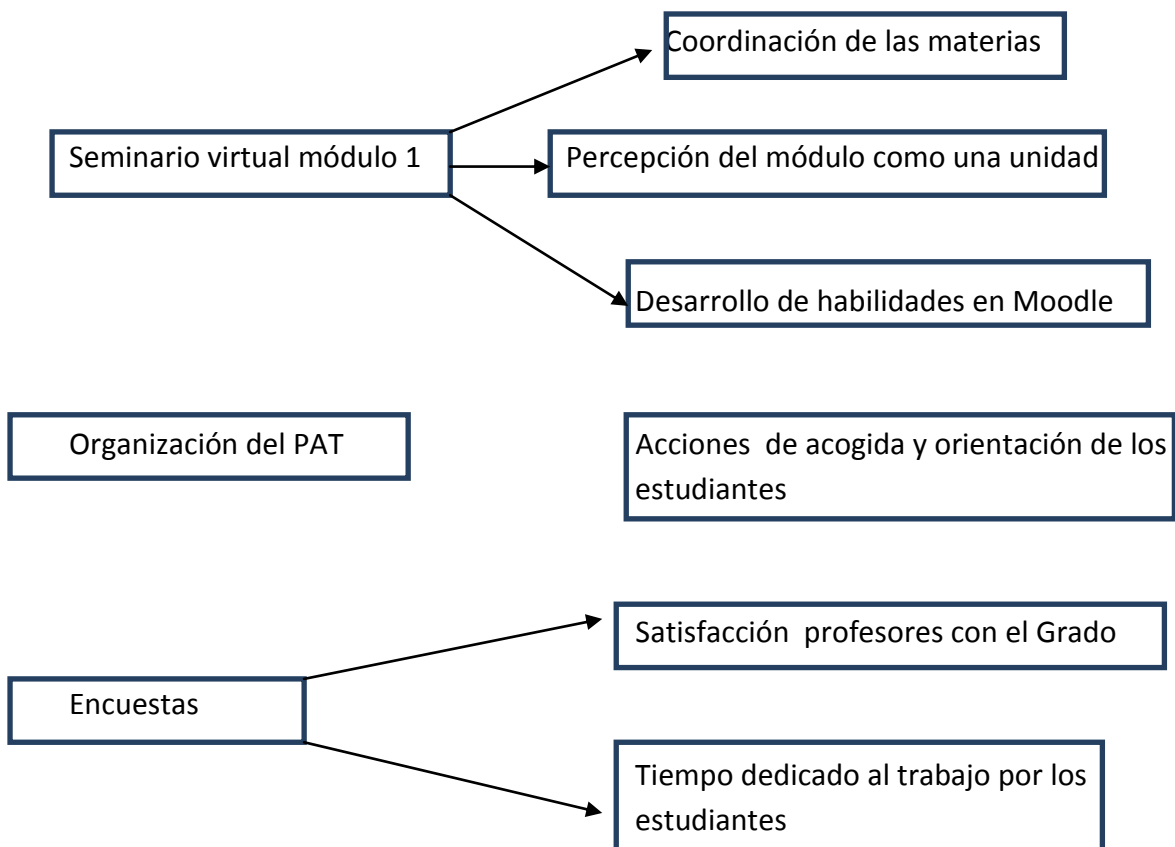 Coordinación de las materias
Seminario virtual módulo 1
Percepción del módulo como una unidad
Desarrollo de habilidades en Moodle
Organización del PAT
Acciones de acogida y orientación de los
estudiantes
Satisfacción profesores con el Grado
Encuestas
Tiempo dedicado al trabajo por los
estudiantes